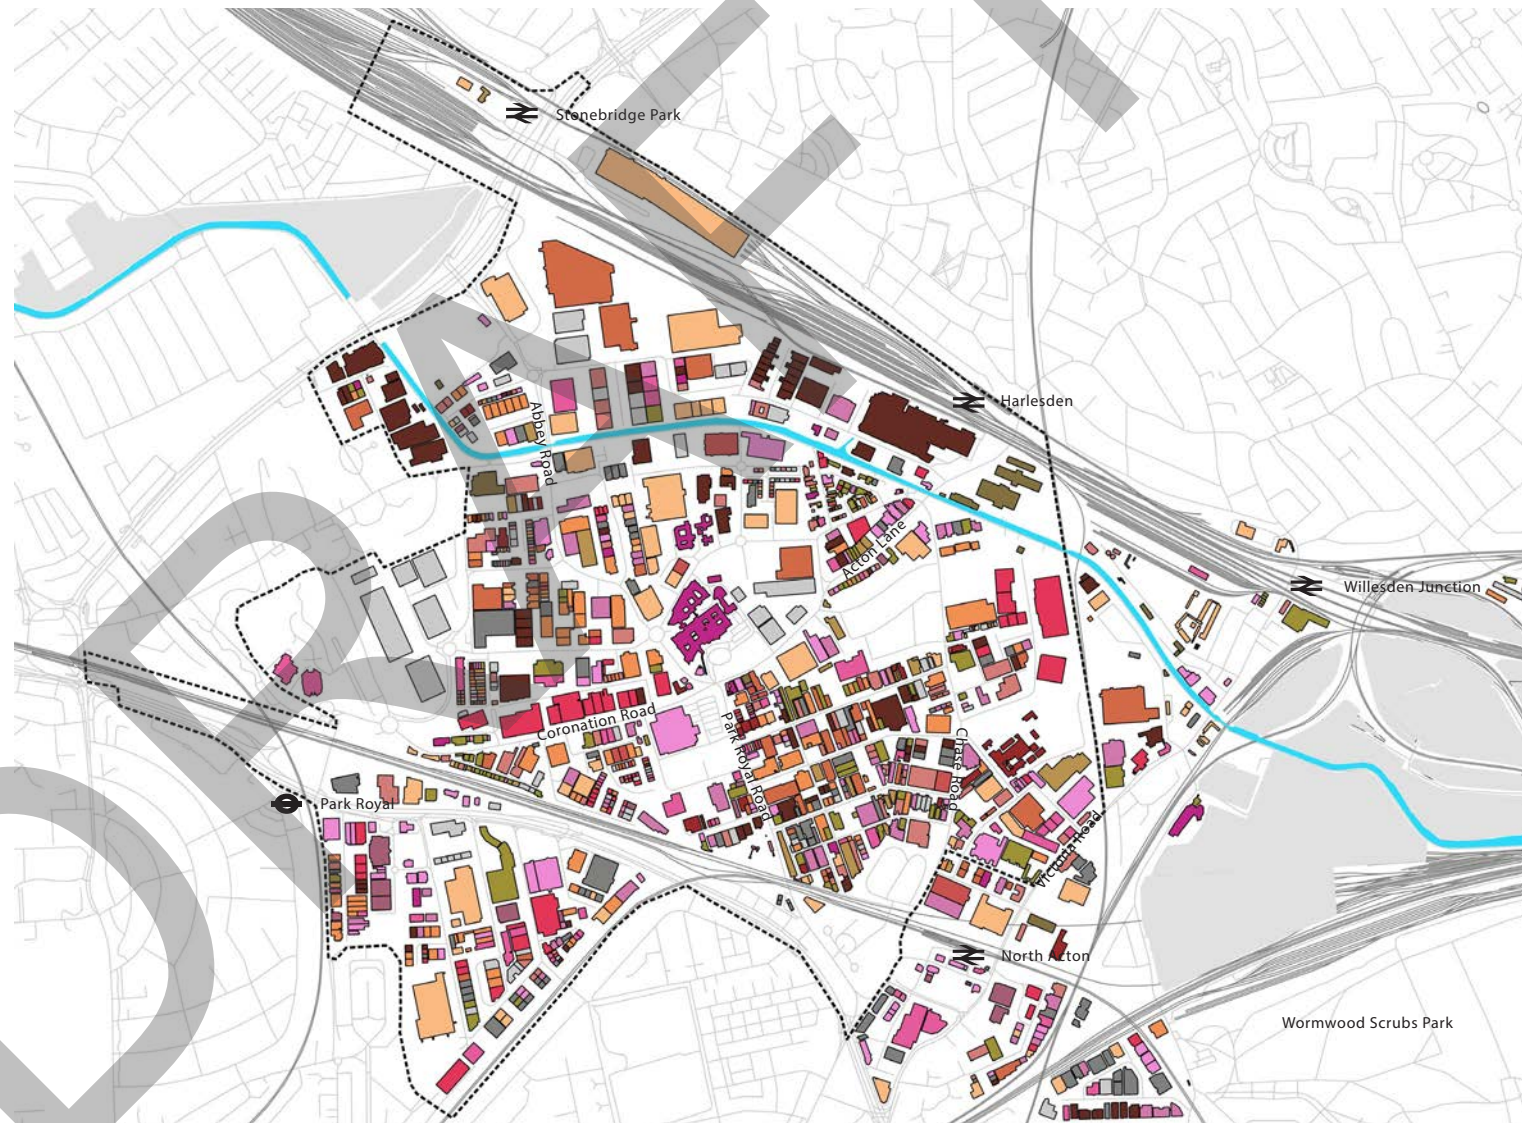 Stonebridge Park
Harlesden
Abbey Road
Acton Lane
Willesden Junction
Coronation Road
Park Royal Road
Chase Road
Park Royal
Victoria Road
North Acton
Wormwood Scrubs Park
DRAFT